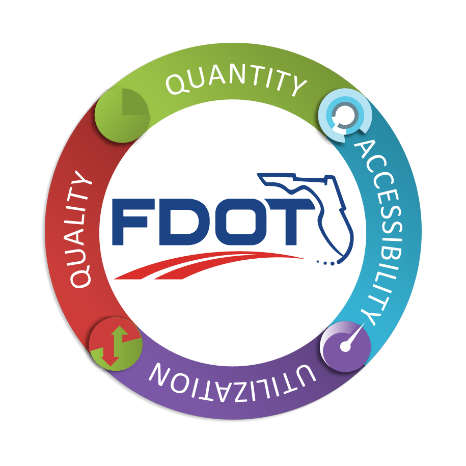 QUANTITY
ACCESSIBILITY
UTILIZATION
QUALITY
FDOT